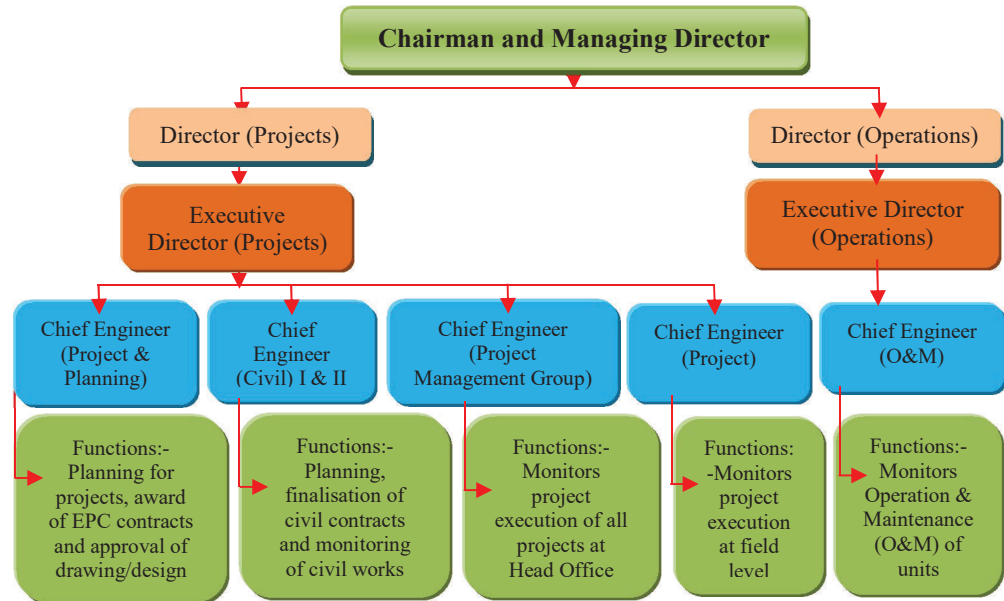 Chairman and Managing Director
Director (Projects)
Director (Operations)
Executive
Director (Projects)
Executive Director
(Operations)
Chief Engineer
(Project &
Planning)
Chief
Engineer
(Civil) I & II
Chief Engineer
(Project
Management Group)
Chief Engineer
(Project)
Chief Engineer
(O&M)
Functions:-
Planning for
projects, award
of EPC contracts
and approval of
drawing/design
Functions:-
Planning,
finalisation of
civil contracts
and monitoring
of civil works
Functions:-
Monitors
project
execution of all
projects at
Head Office
Functions:
-Monitors
project
execution
at field
level
Functions:-
Monitors
Operation &
Maintenance
(O&M) of
units